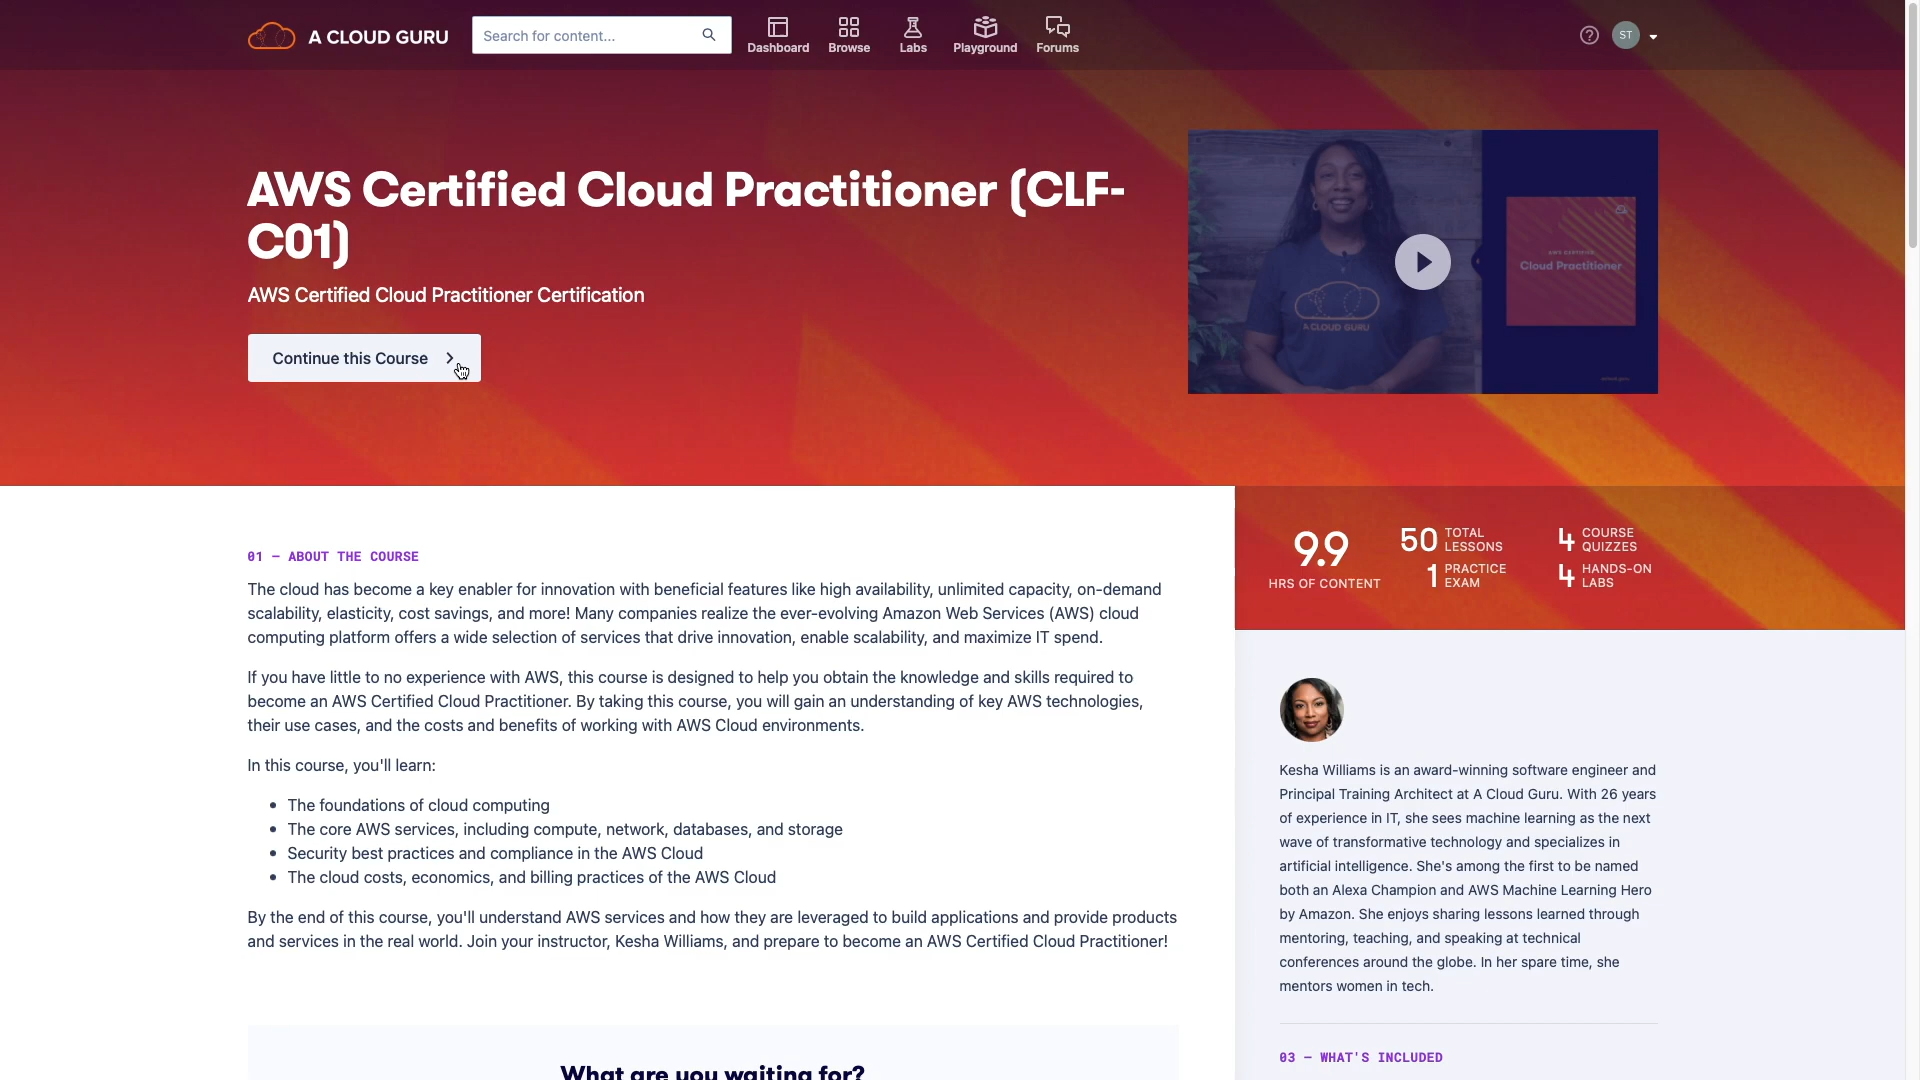 A CLOUD GURU
Search for content...
Dashboard
Browse
Labs
Playground
Forums
ST
AWS Certified Cloud Practitioner (CLF-
C01)
AWS Certified Cloud Practitioner Certification
Continue this Course
A CLOUD GURU
AWS CERTIFIED
Cloud Practitioner
01 – ABOUT THE COURSE
The cloud has become a key enabler for innovation with beneficial features like high availability, unlimited capacity, on-demand
scalability, elasticity, cost savings, and more! Many companies realize the ever-evolving Amazon Web Services (AWS) cloud
computing platform offers a wide selection of services that drive innovation, enable scalability, and maximize IT spend.
If you have little to no experience with AWS, this course is designed to help you obtain the knowledge and skills required to
become an AWS Certified Cloud Practitioner. By taking this course, you will gain an understanding of key AWS technologies,
their use cases, and the costs and benefits of working with AWS Cloud environments.
In this course, you'll learn:
• The foundations of cloud computing
• The core AWS services, including compute, network, databases, and storage
• Security best practices and compliance in the AWS Cloud
• The cloud costs, economics, and billing practices of the AWS Cloud
By the end of this course, you'll understand AWS services and how they are leveraged to build applications and provide products
and services in the real world. Join your instructor, Kesha Williams, and prepare to become an AWS Certified Cloud Practitioner!
What are you waiting for?
9.9
HRS OF CONTENT
50 TOTAL LESSONS
1 PRACTICE EXAM
4 COURSE QUIZZES
4 HANDS-ON LABS
Kesha Williams is an award-winning software engineer and
Principal Training Architect at A Cloud Guru. With 26 years
of experience in IT, she sees machine learning as the next
wave of transformative technology and specializes in
artificial intelligence. She's among the first to be named
both an Alexa Champion and AWS Machine Learning Hero
by Amazon. She enjoys sharing lessons learned through
mentoring, teaching, and speaking at technical
conferences around the globe. In her spare time, she
mentors women in tech.
03 – WHAT'S INCLUDED